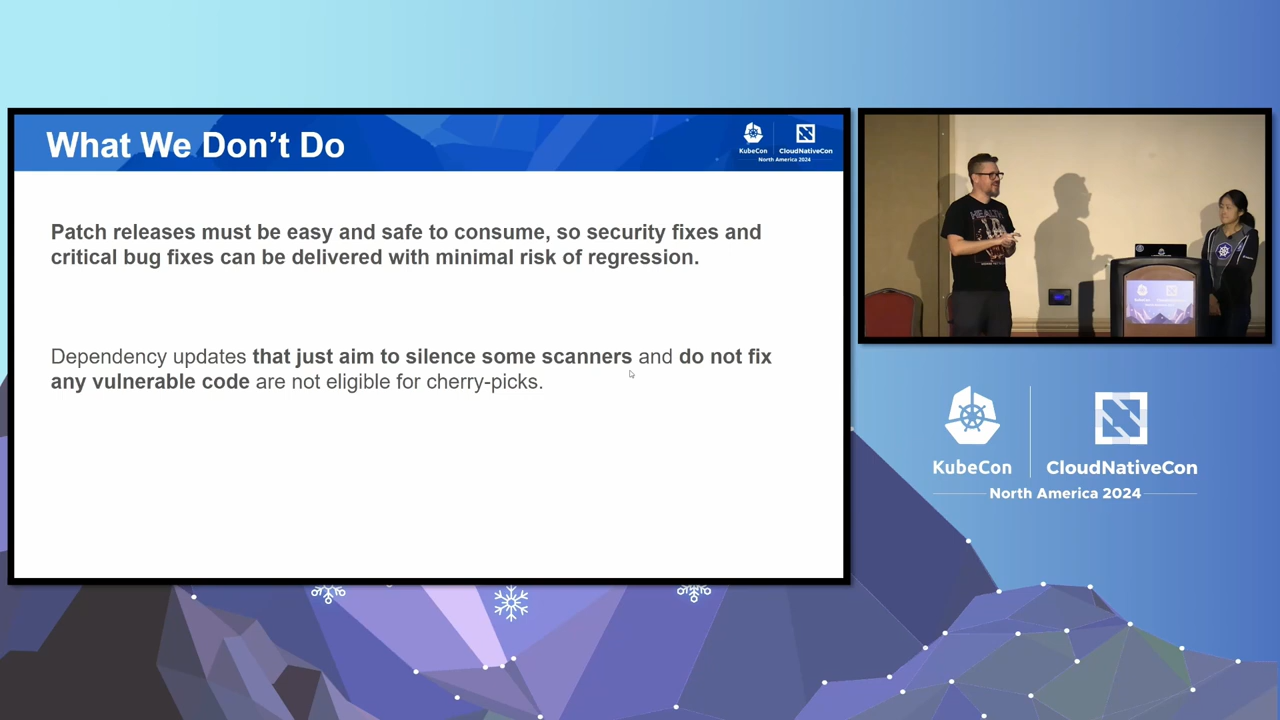 What We Don't Do
KubeCon
CloudNativeCon
North America 2024
Patch releases must be easy and safe to consume, so security fixes and
critical bug fixes can be delivered with minimal risk of regression.
Dependency updates that just aim to silence some scanners and do not fix
any vulnerable code are not eligible for cherry-picks.
HEALTHY
KubeCon
CloudNativeCon
North America 2024